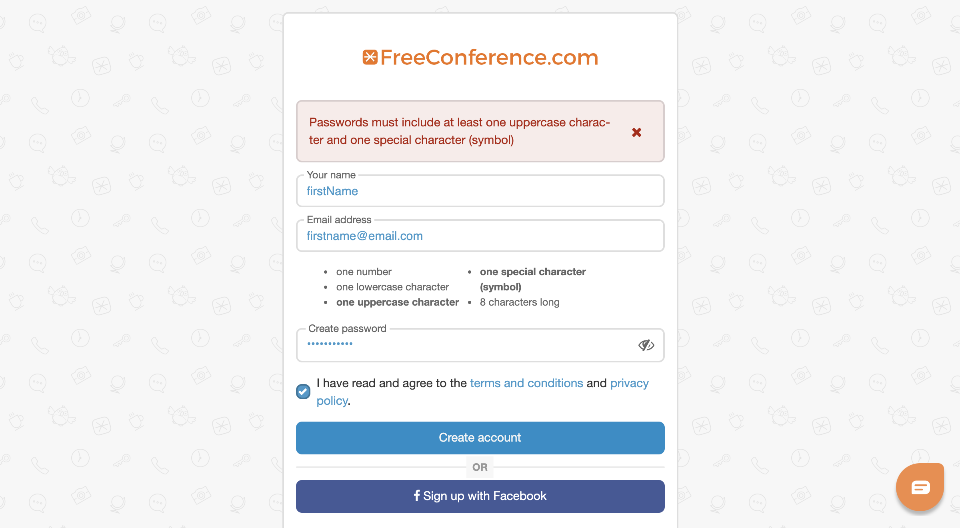 FreeConference.com
Passwords must include at least one uppercase charac-
ter and one special character (symbol)
Your name
firstName
Email address
firstname@email.com
one number
one lowercase character
one uppercase character
one special character
(symbol)
8 characters long
Create password
•••••••••••
I have read and agree to the terms and conditions and privacy
policy.
Create account
OR
Sign up with Facebook